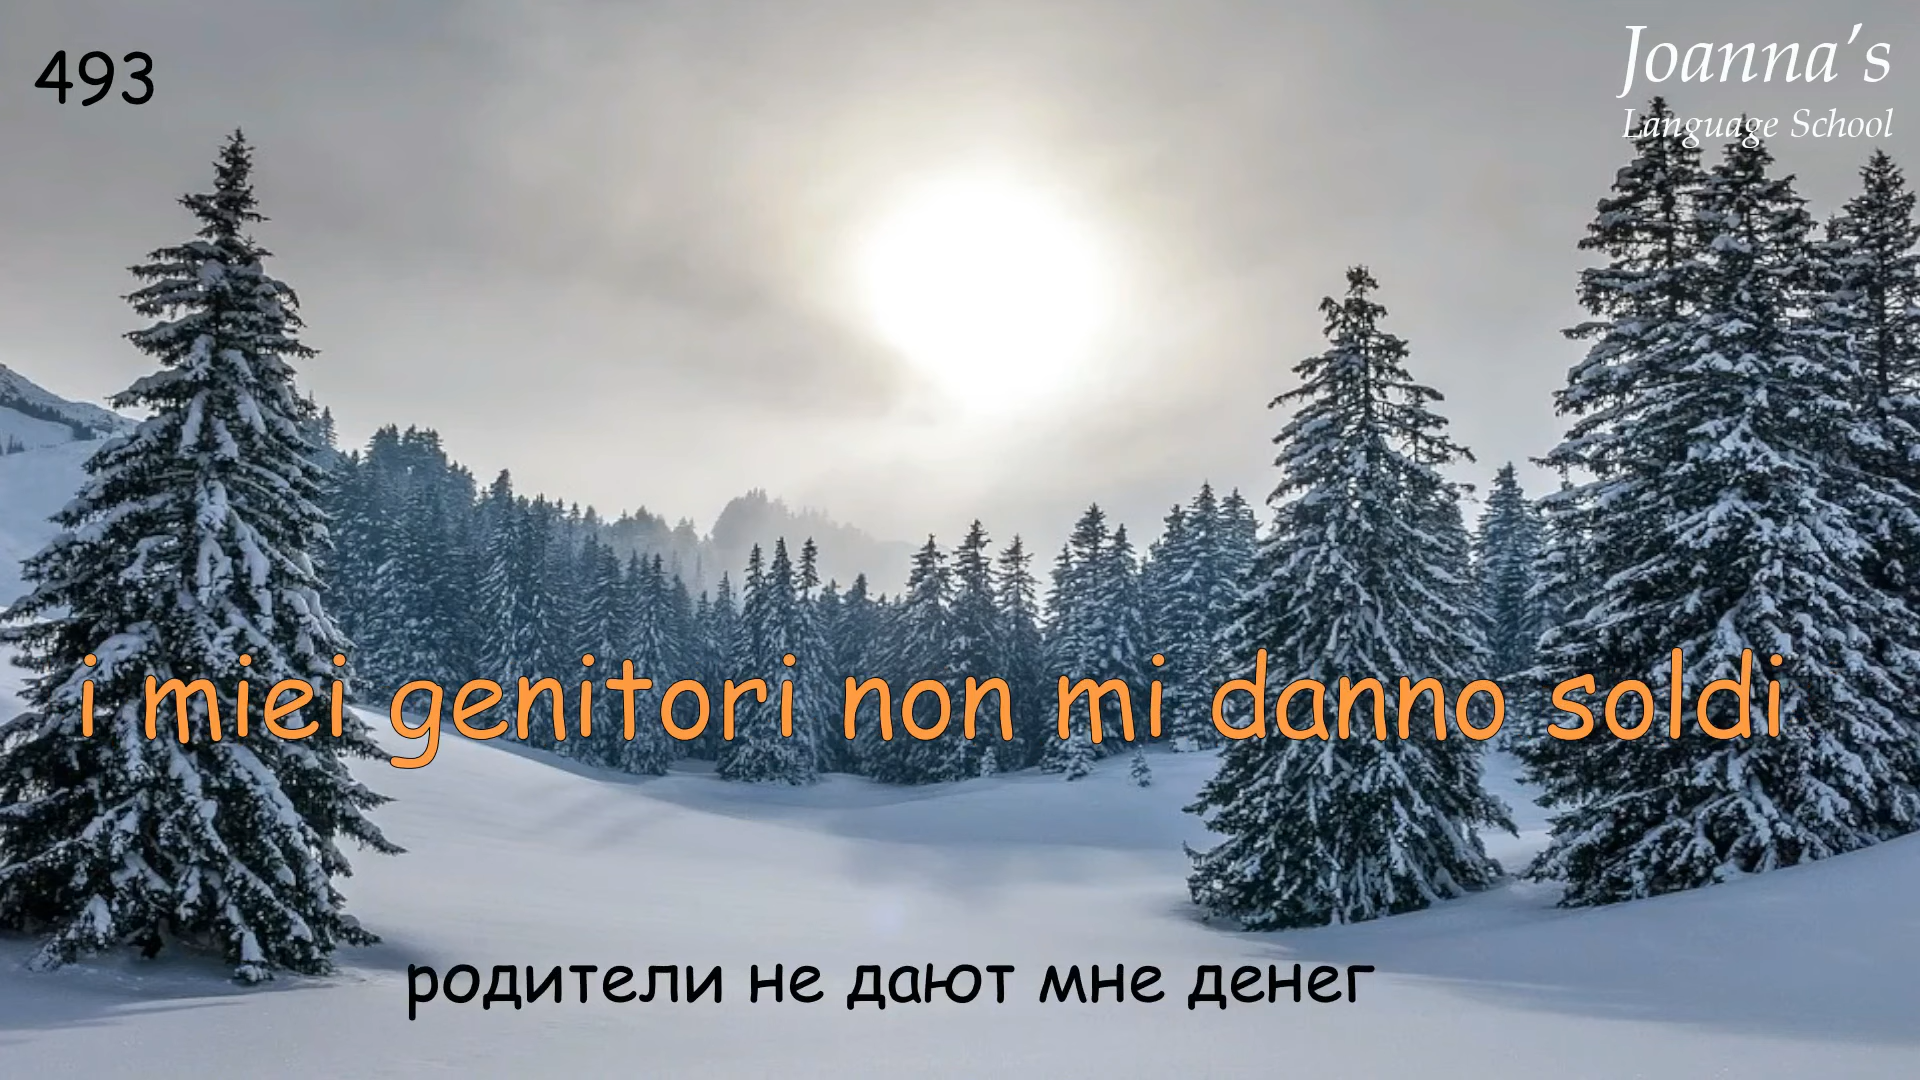 493
Joanna's
Language School
i miei genitori non mi danno soldi
родители не дают мне денег